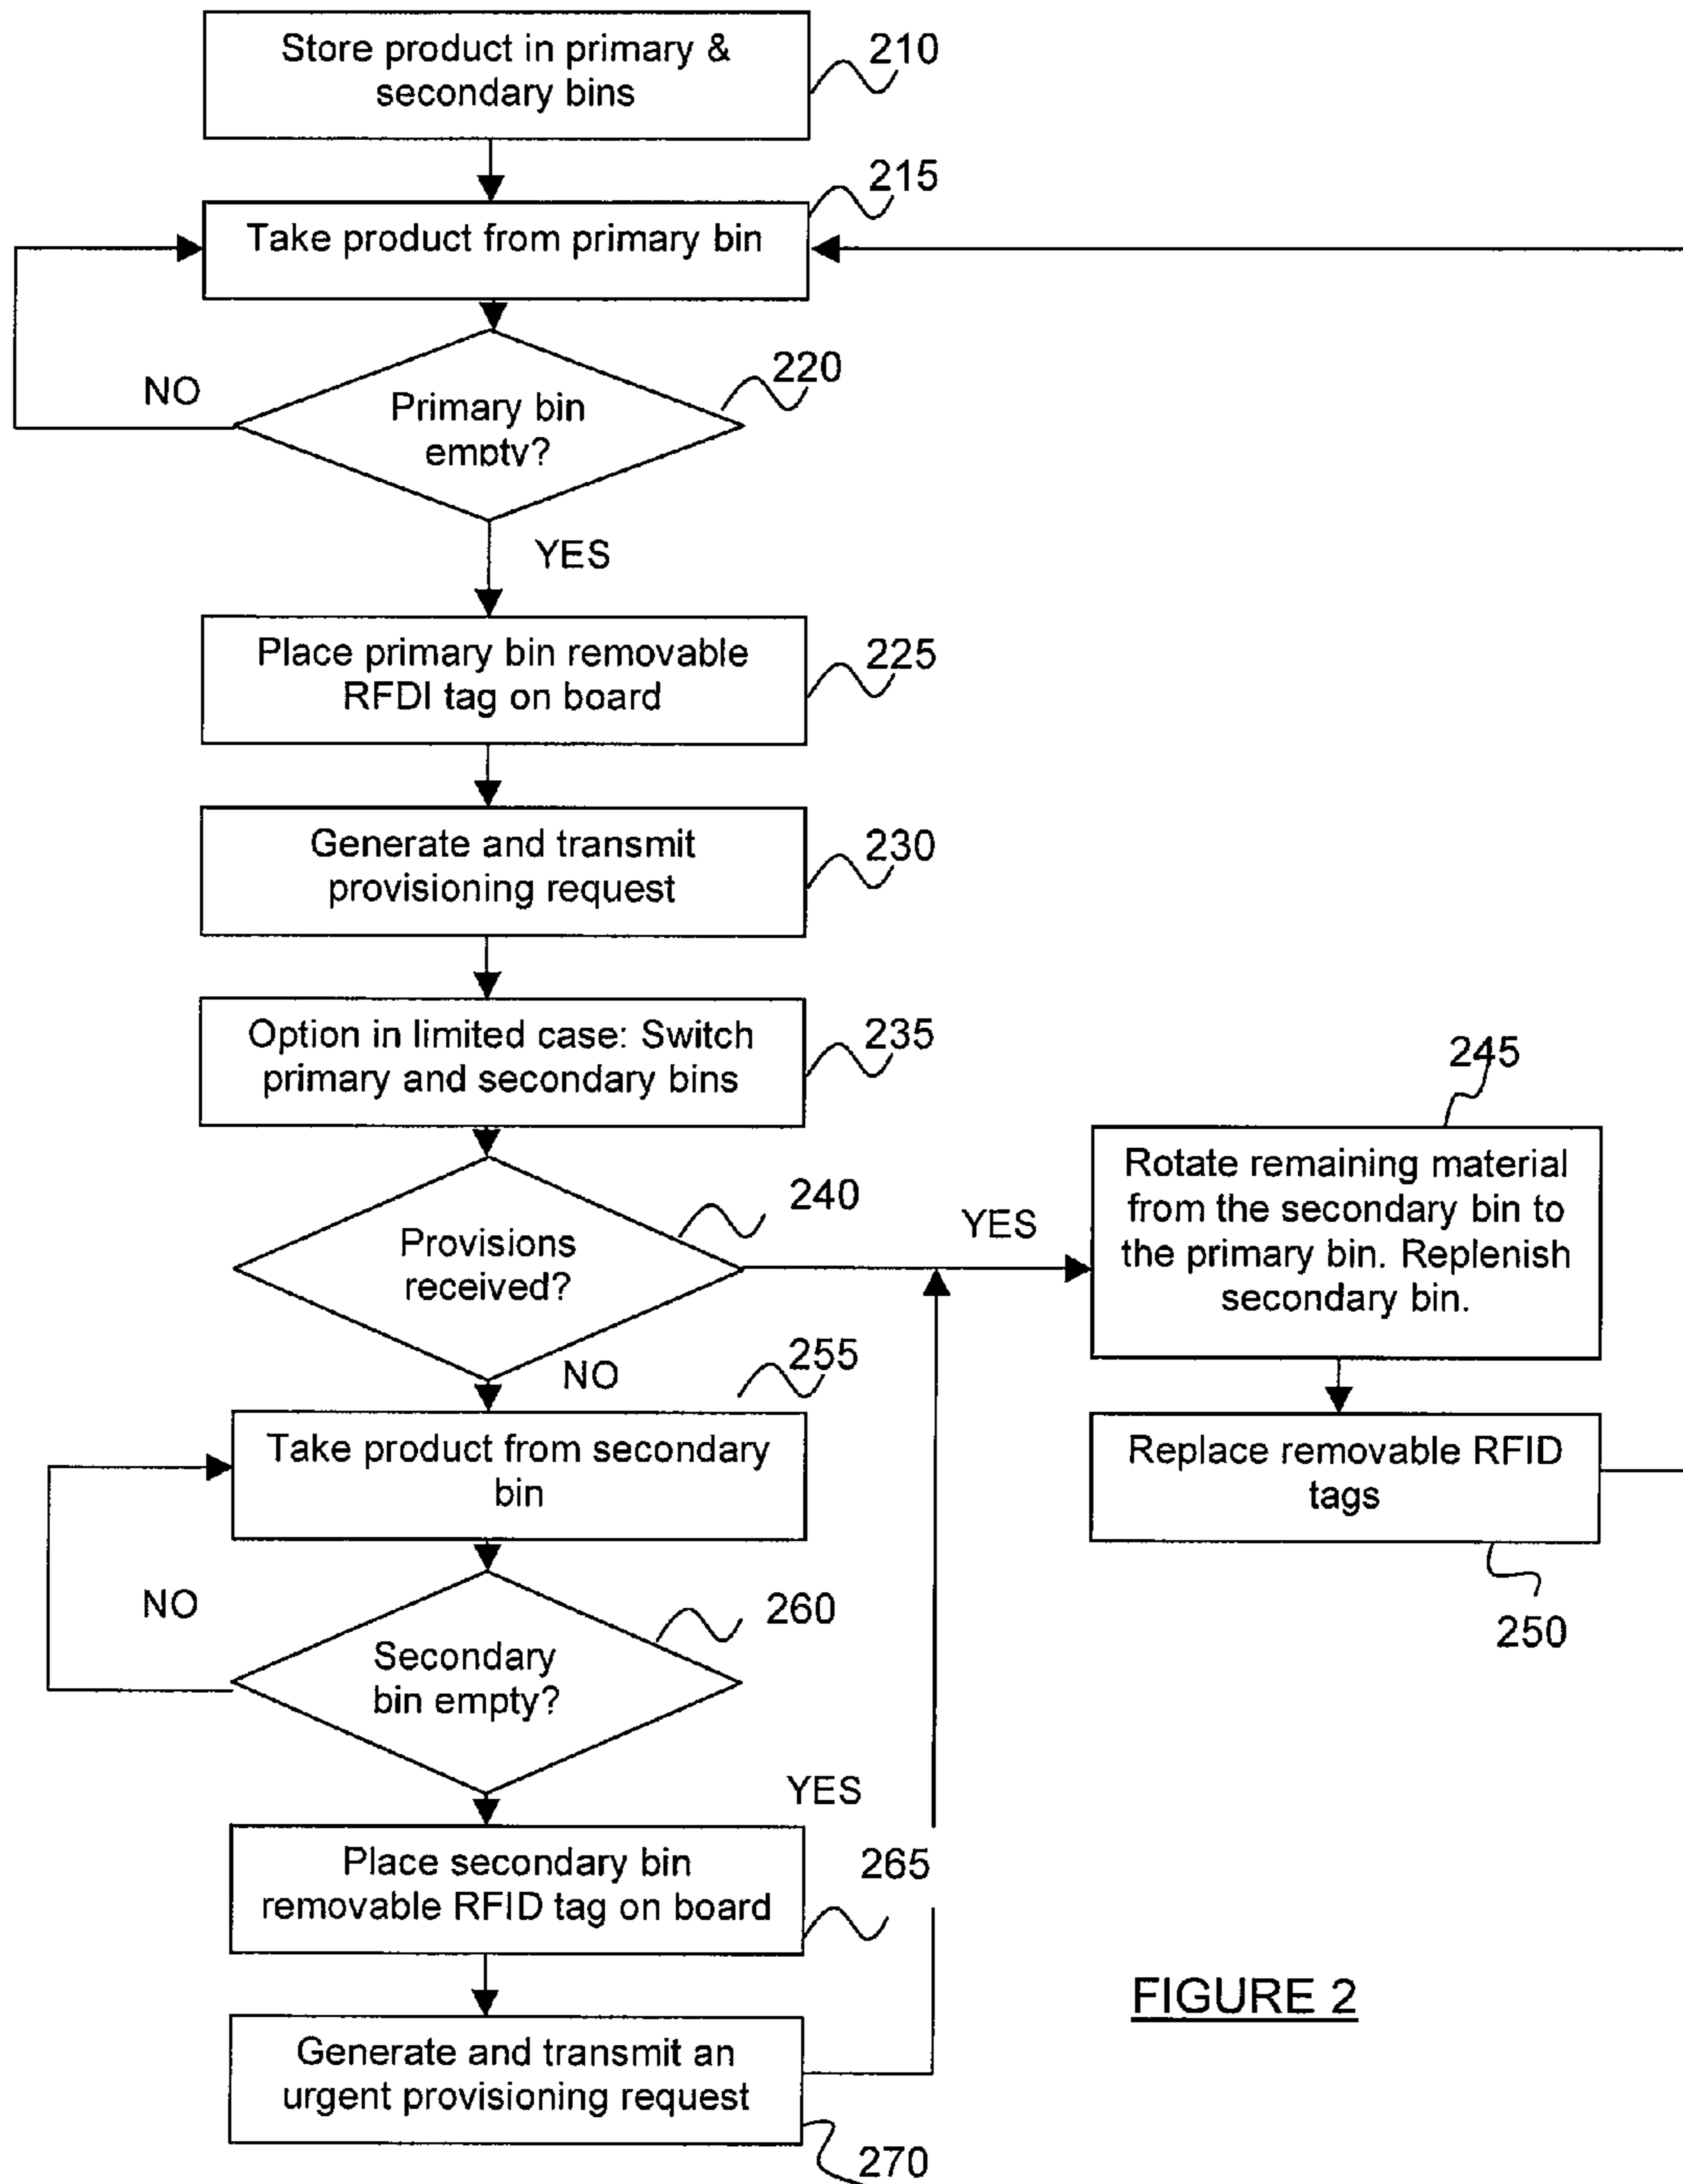 Store product in primary &
secondary bins
210
215
Take product from primary bin
220
NO
Primary bin
empty?
YES
Place primary bin removable
RFDI tag on board
225
Generate and transmit
provisioning request
230
Option in limited case: Switch
primary and secondary bins
235
245
Rotate remaining material
from the secondary bin to
the primary bin. Replenish
secondary bin.
240
YES
Provisions
received?
NO
255
Take product from secondary
bin
Replace removable RFID
tags
250
NO
260
Secondary
bin empty?
YES
Place secondary bin
removable RFID tag on board
265
Generate and transmit an
urgent provisioning request
270
FIGURE 2